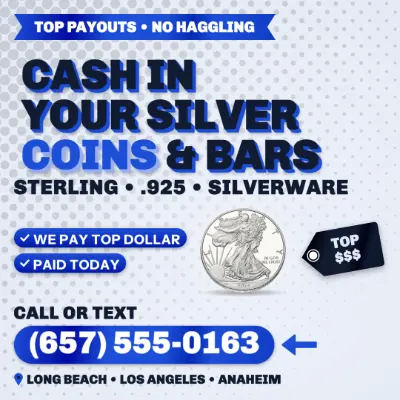 TOP PAYOUTS • NO HAGGLING
CASH IN
YOUR SILVER
COINS & BARS
STERLING • .925 • SILVERWARE
WE PAY TOP DOLLAR
PAID TODAY
TOP
$$$
CALL OR TEXT
(657) 555-0163
LONG BEACH • LOS ANGELES • ANAHEIM